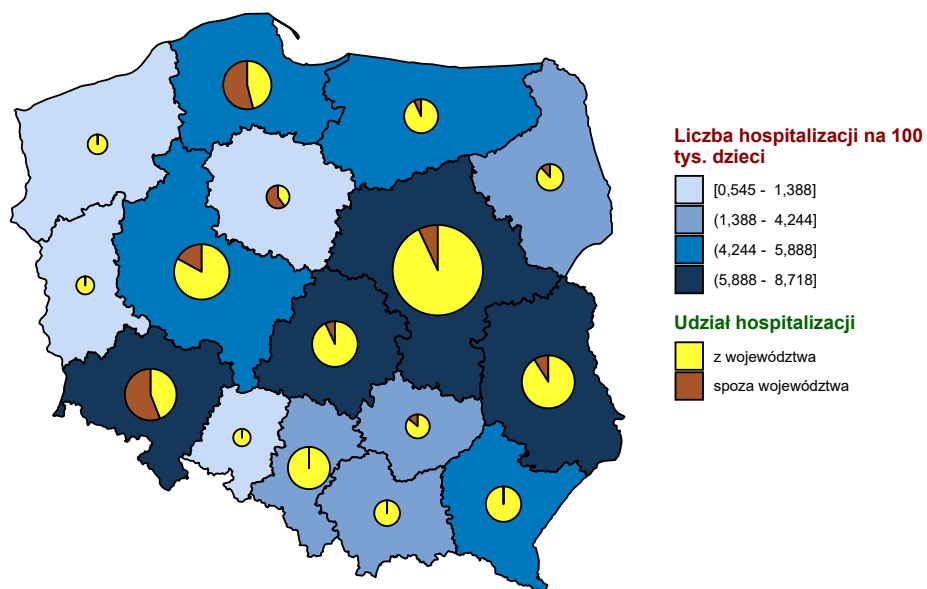 Liczba hospitalizacji na 100
tys. dzieci
[0,545 - 1,388]
(1,388 - 4,244]
(4,244 - 5,888]
(5,888 - 8,718]
Udział hospitalizacji
z województwa
spoza województwa